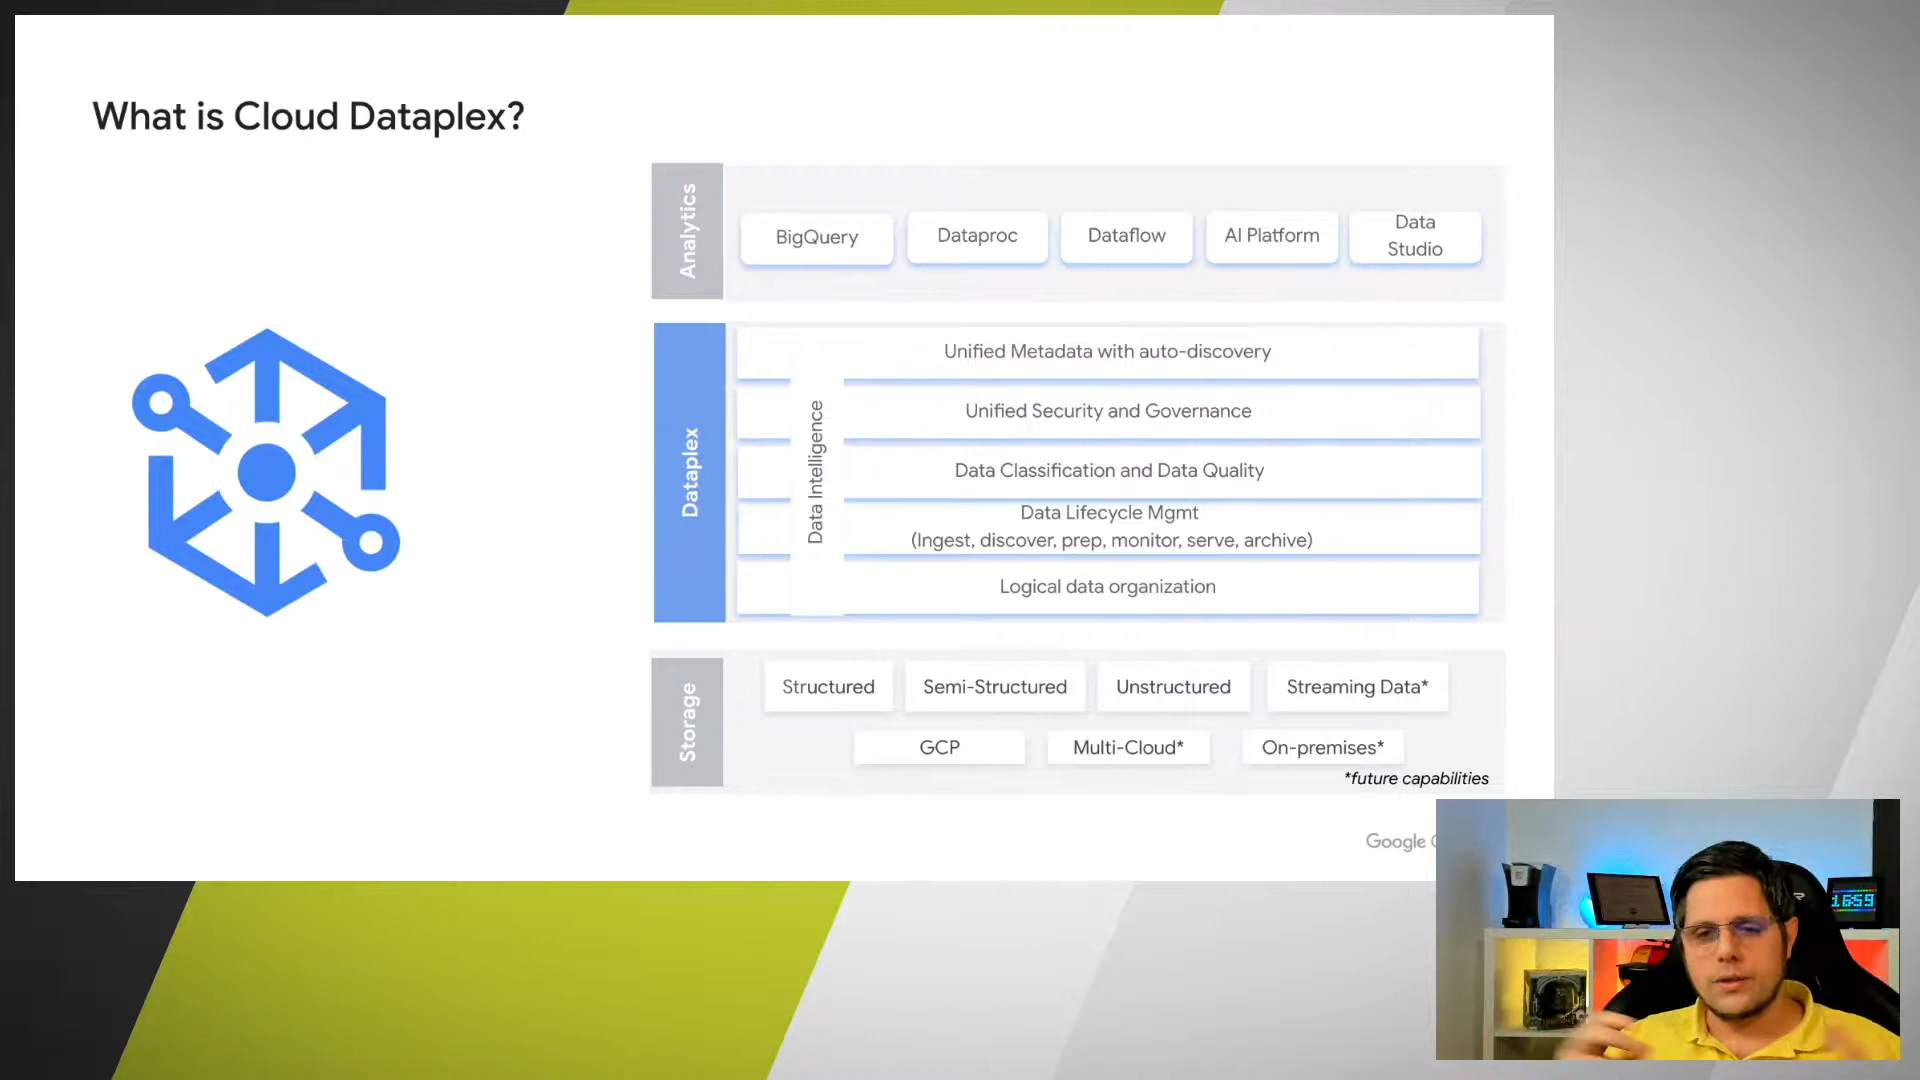 What is Cloud Dataplex?
Analytics
BigQuery
Dataproc
Dataflow
AI Platform
Data
Studio
Dataplex
Data Intelligence
Unified Metadata with auto-discovery
Unified Security and Governance
Data Classification and Data Quality
Data Lifecycle Mgmt
(Ingest, discover, prep, monitor, serve, archive)
Logical data organization
Storage
Structured
Semi-Structured
Unstructured
Streaming Data*
GCP
Multi-Cloud*
On-premises*
*future capabilities
Google
16:59